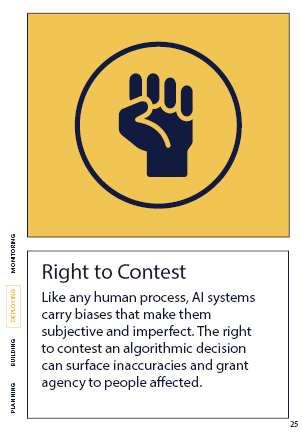 Right to Contest
Like any human process, AI systems
carry biases that make them
subjective and imperfect. The right
to contest an algorithmic decision
can surface inaccuracies and grant
agency to people affected.
MONITORING
DEPLOYING
BUILDING
PLANNING
25